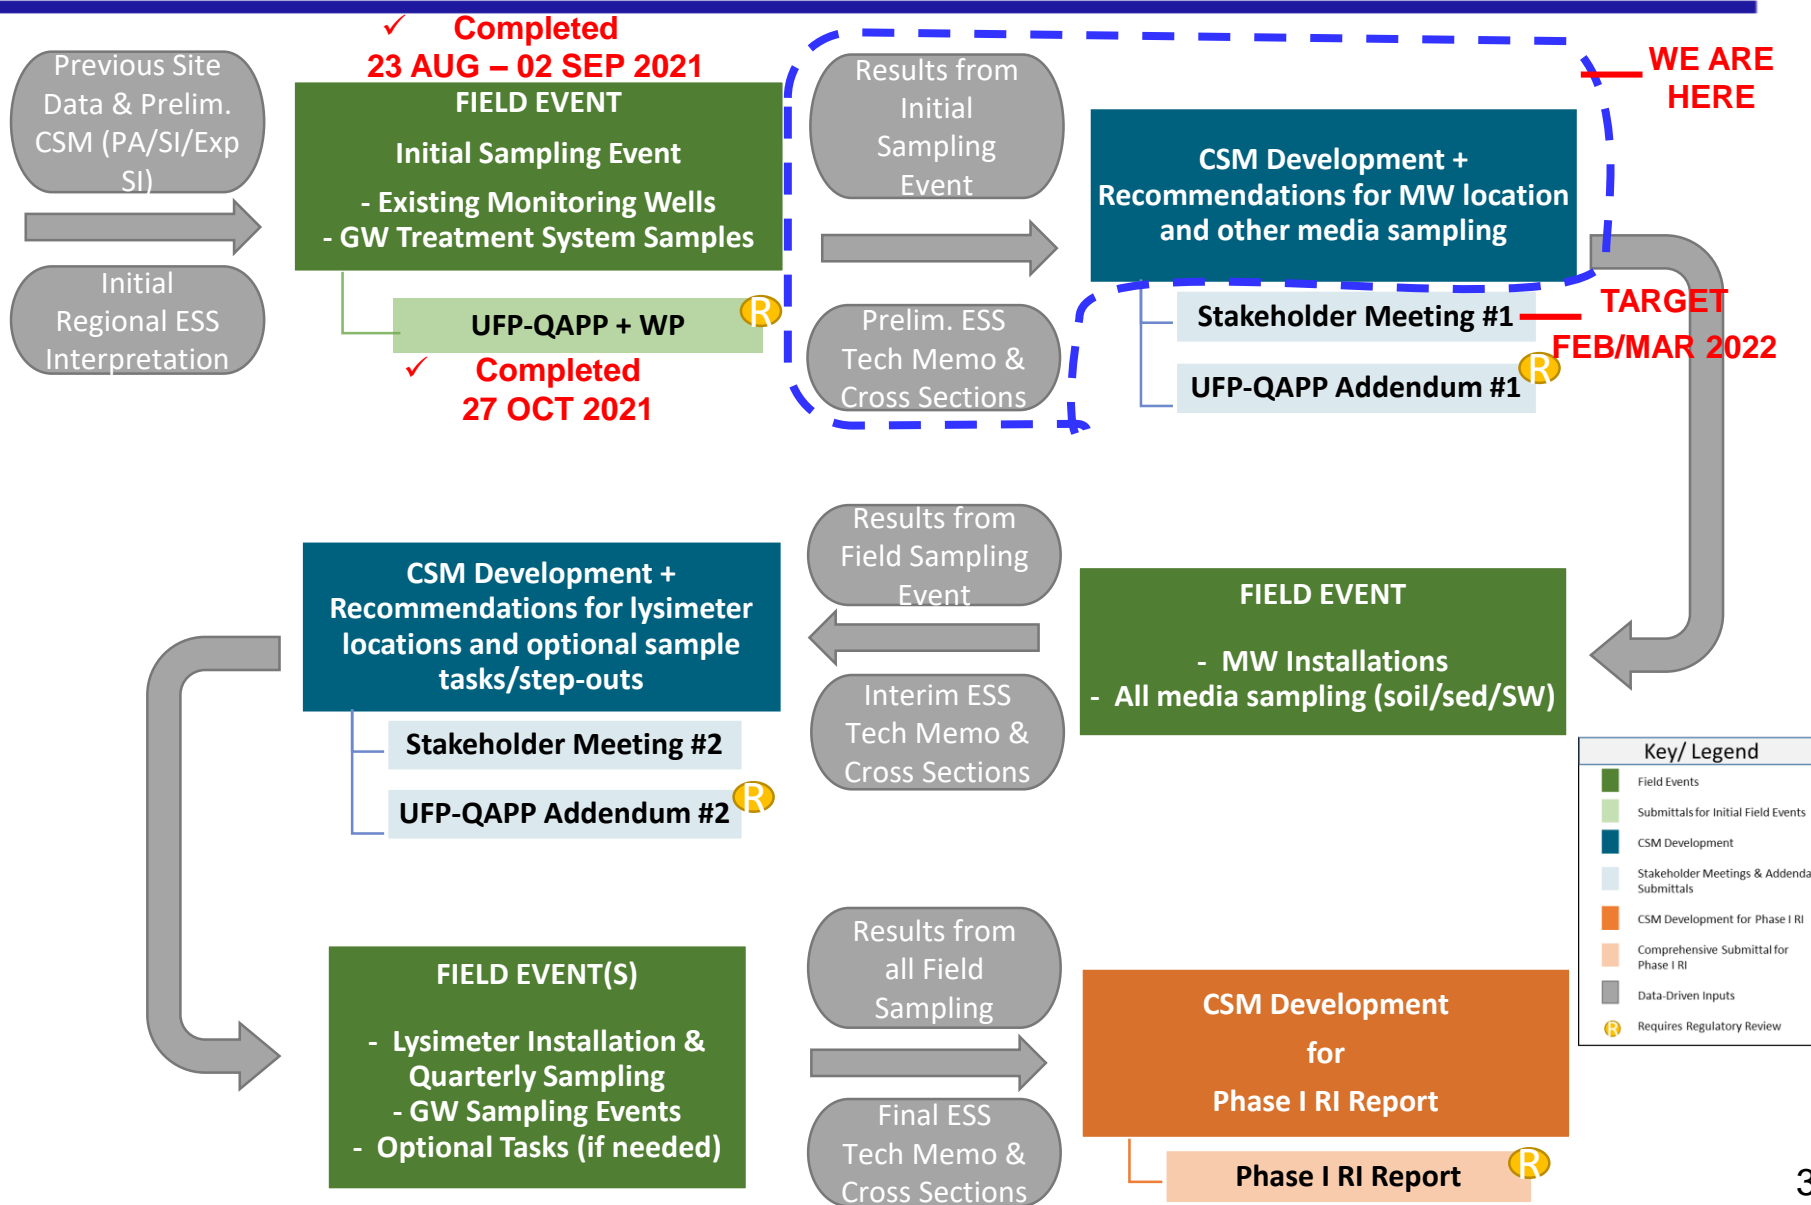 ✓ Completed
23 AUG – 02 SEP 2021
Previous Site
Data & Prelim.
CSM (PA/SI/Exp
SI)
Initial
Regional ESS
Interpretation
FIELD EVENT
Initial Sampling Event
- Existing Monitoring Wells
- GW Treatment System Samples
UFP-QAPP + WP
R
✓ Completed
27 OCT 2021
Results from
Initial
Sampling
Event
Prelim. ESS
Tech Memo &
Cross Sections
WE ARE
HERE
CSM Development +
Recommendations for MW location
and other media sampling
Stakeholder Meeting #1
TARGET
FEB/MAR 2022
UFP-QAPP Addendum #1
R
FIELD EVENT
- MW Installations
- All media sampling (soil/sed/SW)
Results from
Field Sampling
Event
Interim ESS
Tech Memo &
Cross Sections
CSM Development +
Recommendations for lysimeter
locations and optional sample
tasks/step-outs
Stakeholder Meeting #2
UFP-QAPP Addendum #2
R
FIELD EVENT(S)
- Lysimeter Installation &
Quarterly Sampling
- GW Sampling Events
- Optional Tasks (if needed)
Results from
all Field
Sampling
Final ESS
Tech Memo &
Cross Sections
CSM Development
for
Phase I RI Report
Phase I RI Report
R
Key/ Legend
Field Events
Submittals for Initial Field Events
CSM Development
Stakeholder Meetings & Addenda
Submittals
CSM Development for Phase I RI
Comprehensive Submittal for
Phase I RI
Data-Driven Inputs
R Requires Regulatory Review
3